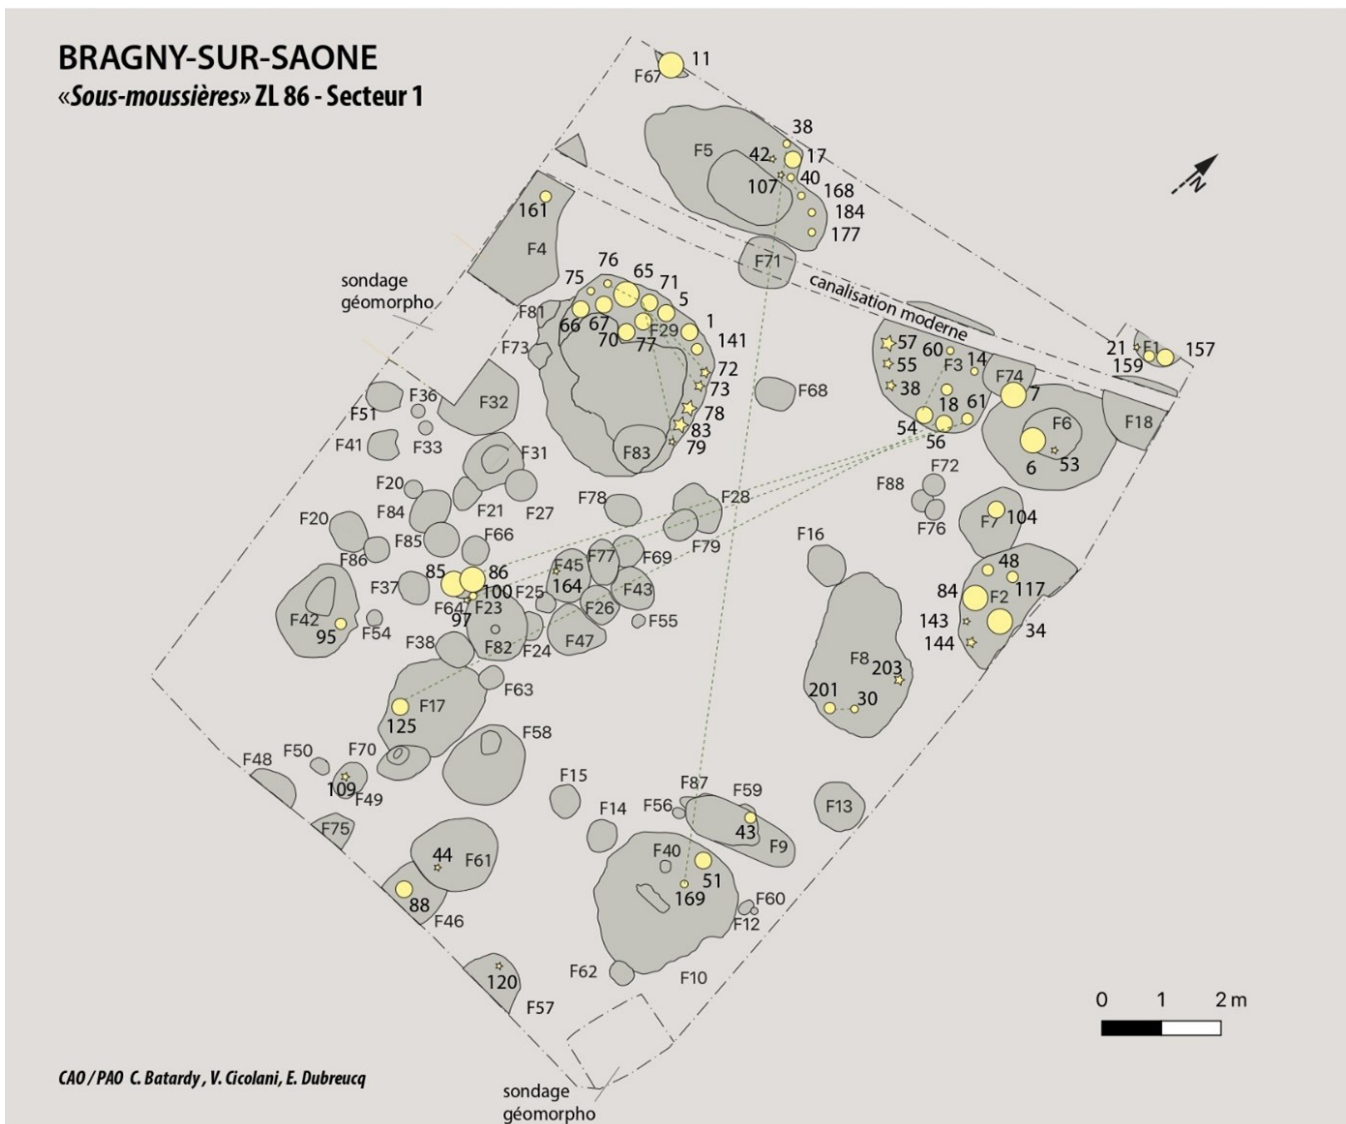 BRAGNY-SUR-SAONE
«Sous-moussières» ZL 86 - Secteur 1
11
F67
38
42
17
F5
107
40
168
184
177
161
F4
F71
N
sondage
géomorpho
canalisation moderne
76
65
75
71
5
F81
66
67
70
F29
77
1
141
F73
72
73
78
83
79
F83
F68
57
60
F3
14
55
38
F74
7
18
61
54
56
21
F1
157
159
F6
F18
6
53
F51
F36
F32
F41
F33
F31
F20
F84
F21
F27
F78
F28
F72
F88
F76
F7
104
F20
F85
F66
F79
F86
F16
F77
F69
F45
48
85
86
F37
100
F25
164
F43
117
84
F2
F64
F23
F26
F42
97
F55
143
34
95
F54
F38
F82
F24
F47
144
F8
203
F63
F17
201
30
125
F58
F50
F70
F48
109
F49
F15
F87
F59
F75
F14
F56
F13
43
F9
44
F61
F40
51
88
169
F60
F46
F12
F62
F10
120
F57
0 1 2 m
CAO / PAO C. Batardy , V. Cicolani, E. Dubreucq
sondage
géomorpho